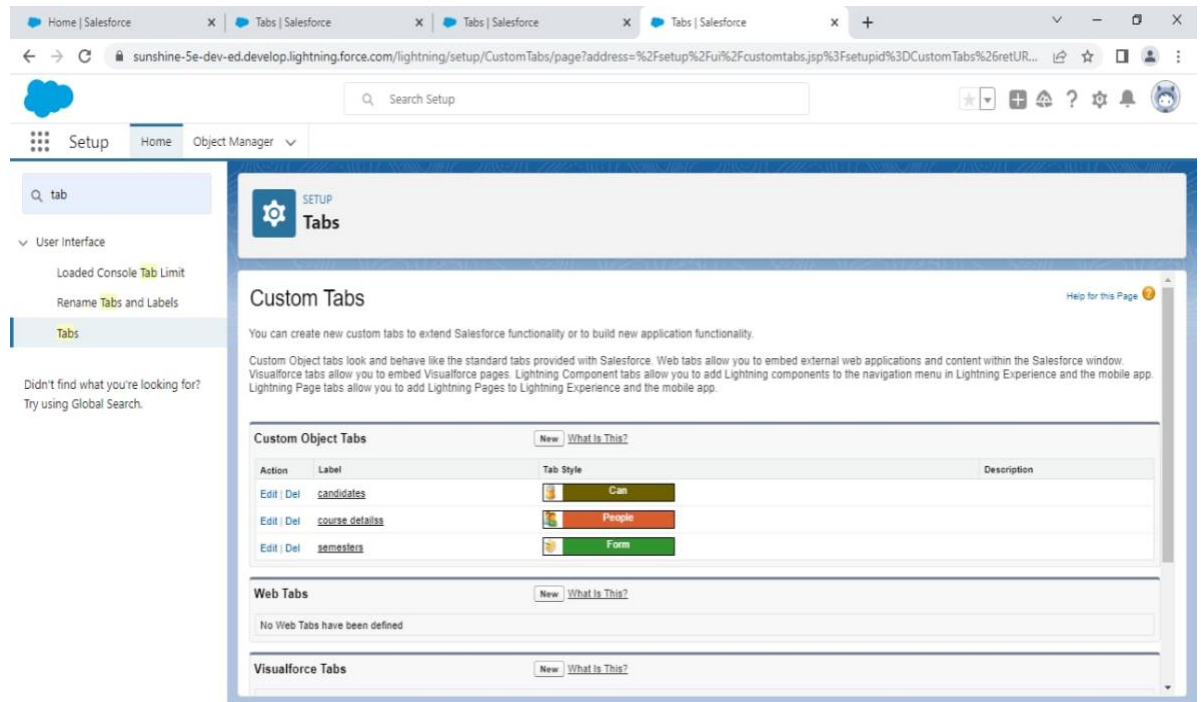 Home | Salesforce
Tabs | Salesforce
Tabs | Salesforce
Tabs | Salesforce
sunshine-5e-dev-ed.develop.lightning.force.com/lightning/setup/CustomTabs/page?address=%2Fsetup%2Fui%2Fcustomtabs.jsp%3Fsetupid%3DCustomTabs%26retUR...
Search Setup
Setup
Home
Object Manager
tab
User Interface
Loaded Console Tab Limit
Rename Tabs and Labels
Tabs
Didn't find what you're looking for?
Try using Global Search.
SETUP
Tabs
Custom Tabs
Help for this Page
You can create new custom tabs to extend Salesforce functionality or to build new application functionality.
Custom Object tabs look and behave like the standard tabs provided with Salesforce. Web tabs allow you to embed external web applications and content within the Salesforce window.
Visualforce tabs allow you to embed Visualforce pages. Lightning Component tabs allow you to add Lightning components to the navigation menu in Lightning Experience and the mobile app.
Lightning Page tabs allow you to add Lightning Pages to Lightning Experience and the mobile app.
Custom Object Tabs New What Is This?
Action Label Tab Style Description
Edit | Del candidates Can
Edit | Del course detailss People
Edit | Del semesters Form
Web Tabs New What Is This?
No Web Tabs have been defined
Visualforce Tabs New What Is This?